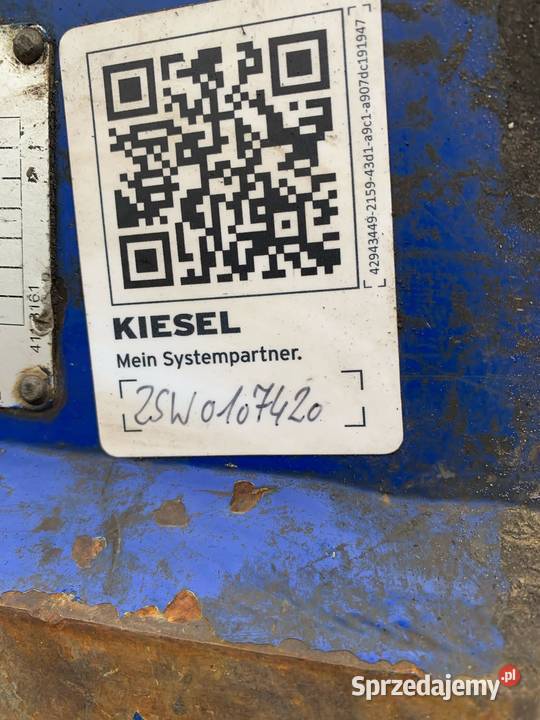 42943449-2159-43d1-a9c1-a907dc191947
KIESEL
Mein Systempartner.
2SW0107420
Sprzedajemy.pl